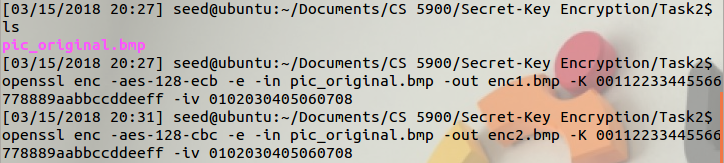 [03/15/2018 20:27] seed@ubuntu:~/Documents/CS 5900/Secret-Key Encryption/Task2$
ls
pic_original.bmp
[03/15/2018 20:27] seed@ubuntu:~/Documents/CS 5900/Secret-Key Encryption/Task2$
openssl enc -aes-128-ecb -e -in pic_original.bmp -out enc1.bmp -K 00112233445566
778889aabbccddeeff -iv 0102030405060708
[03/15/2018 20:31] seed@ubuntu:~/Documents/CS 5900/Secret-Key Encryption/Task2$
openssl enc -aes-128-cbc -e -in pic_original.bmp -out enc2.bmp -K 00112233445566
778889aabbccddeeff -iv 0102030405060708